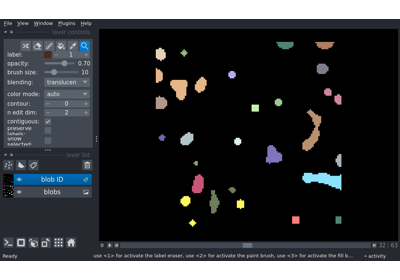 File View Window Plugins Help
layer controls
label: 1
opacity: 0.70
brush size: 10
blending: translucen
color mode: auto
contour: 0
n edit dim: 2
contiguous:
preserve labels:
show selected:
layer list
blob ID
blobs
32 63
Ready use <1> for activate the label eraser, use <2> for activate the paint brush, use <3> for activate the fill b... activity